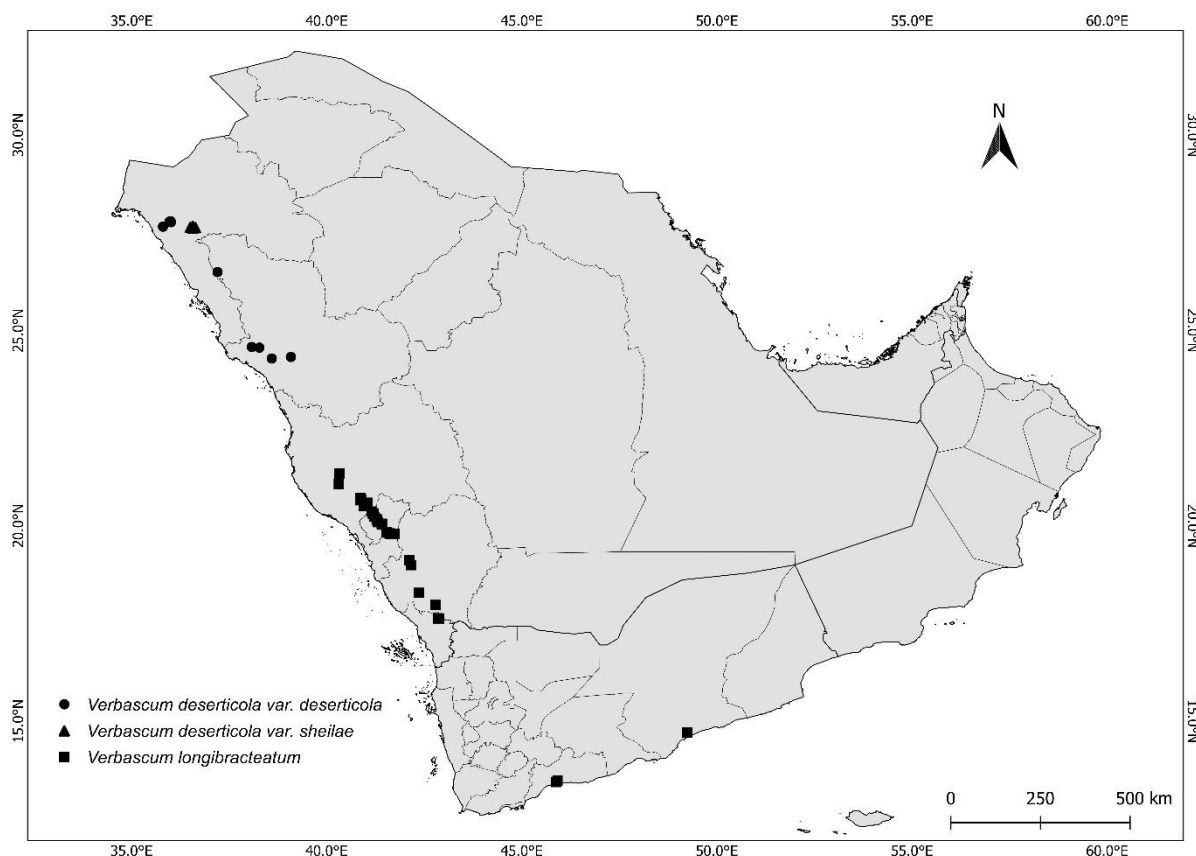 35.0°E 40.0°E 45.0°E 50.0°E 55.0°E 60.0°E
N
30.0°N 30.0°N
25.0°N 25.0°N
20.0°N 20.0°N
15.0°N 15.0°N
Verbascum deserticola var. deserticola
Verbascum deserticola var. sheilae
Verbascum longibracteatum
0 250 500 km
35.0°E 40.0°E 45.0°E 50.0°E 55.0°E 60.0°E